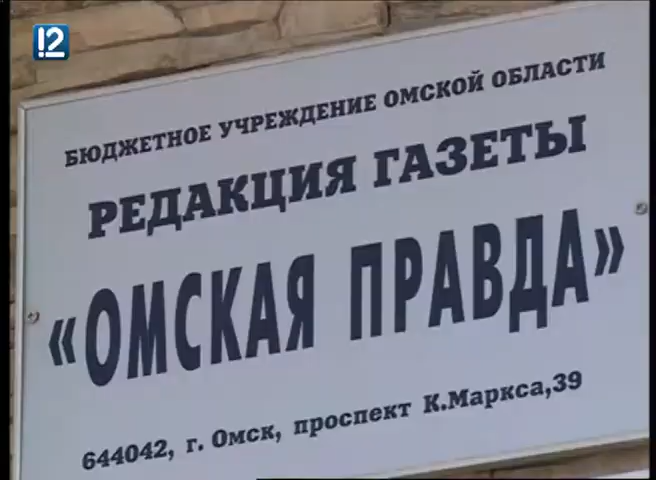 12
БЮДЖЕТНОЕ УЧРЕЖДЕНИЕ ОМСКОЙ ОБЛАСТИ
РЕДАКЦИЯ ГАЗЕТЫ
«ОМСКАЯ ПРАВДА»
644042, г. Омск, проспект К.Маркса,39